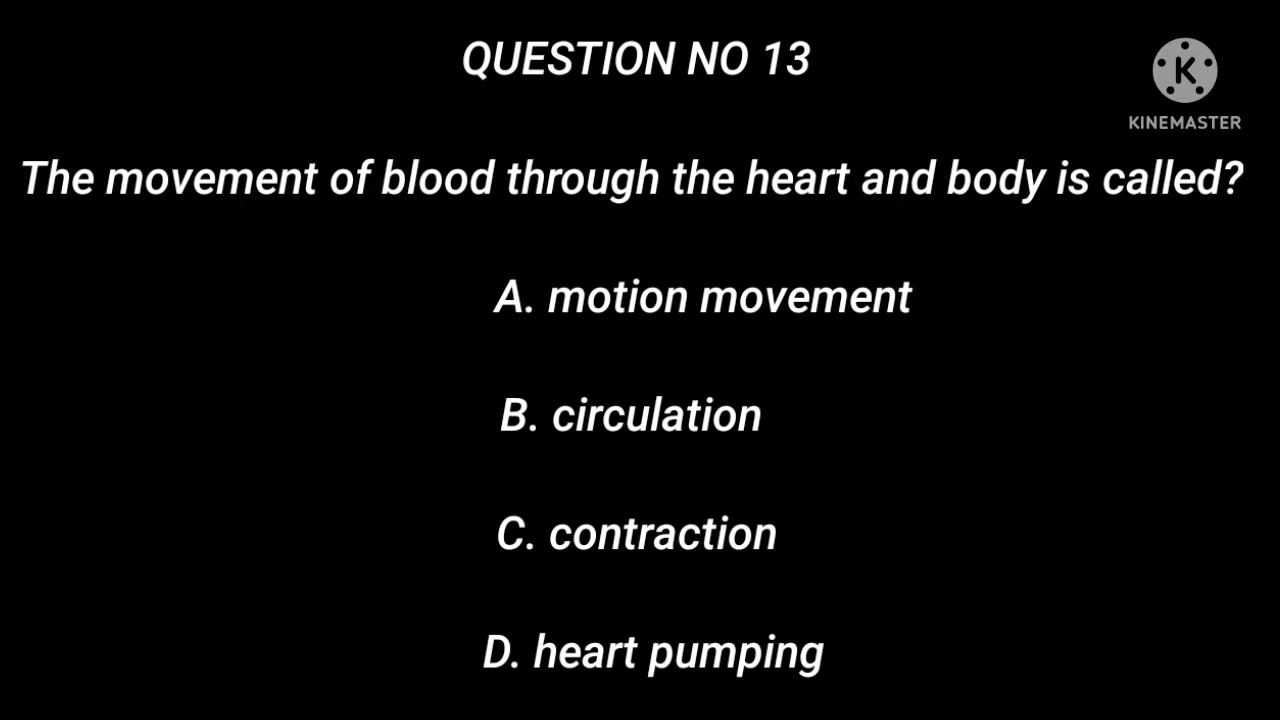 QUESTION NO 13
KINEMASTER
The movement of blood through the heart and body is called?
A. motion movement
B. circulation
C. contraction
D. heart pumping